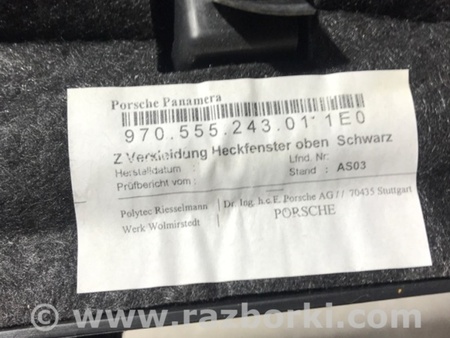 Porsche Panamera
970.555.243.01 1E0
Z Verkleidung Heckfenster oben Schwarz
Herstelldatum : Lfnd. Nr:
Prüfbericht vom : Stand : AS03
Polytec Riesselmann Dr. Ing. h.c.F. Porsche AG // 70435 Stuttgart
Werk Wolmirstedt PORSCHE
© www.razborki.com